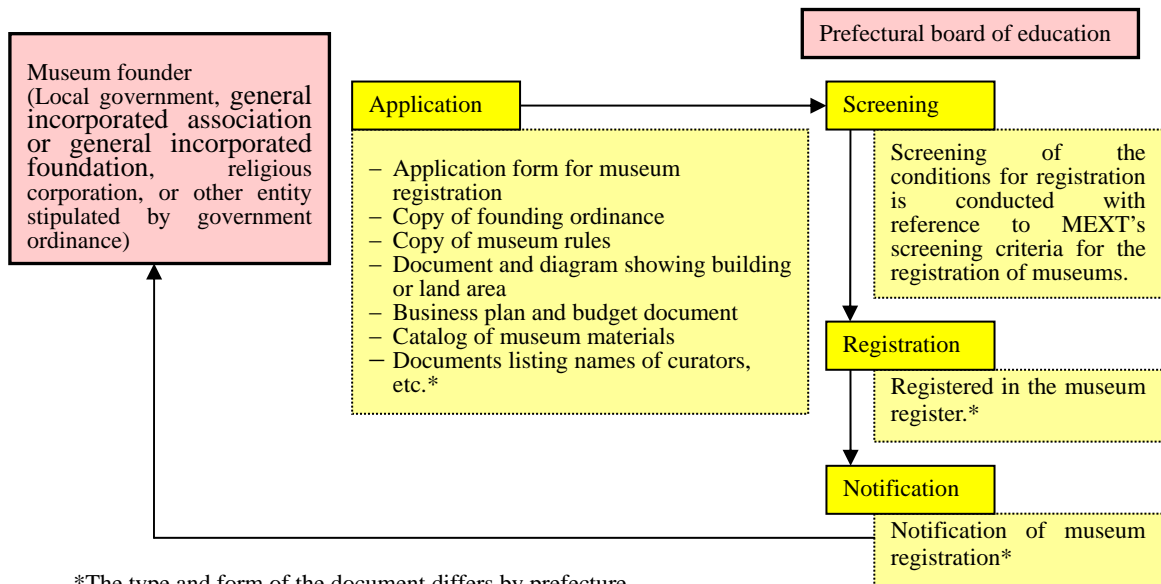 Prefectural board of education
Museum founder
(Local government, general
incorporated association
or general incorporated
foundation, religious
corporation, or other entity
stipulated by government
ordinance)
Application
– Application form for museum
registration
– Copy of founding ordinance
– Copy of museum rules
– Document and diagram showing building
or land area
– Business plan and budget document
– Catalog of museum materials
– Documents listing names of curators,
etc.*
Screening
Screening of the
conditions for registration
is conducted with
reference to MEXT's
screening criteria for the
registration of museums.
Registration
Registered in the museum
register.*
Notification
Notification of museum
registration*
*The type and form of the document differs by prefecture